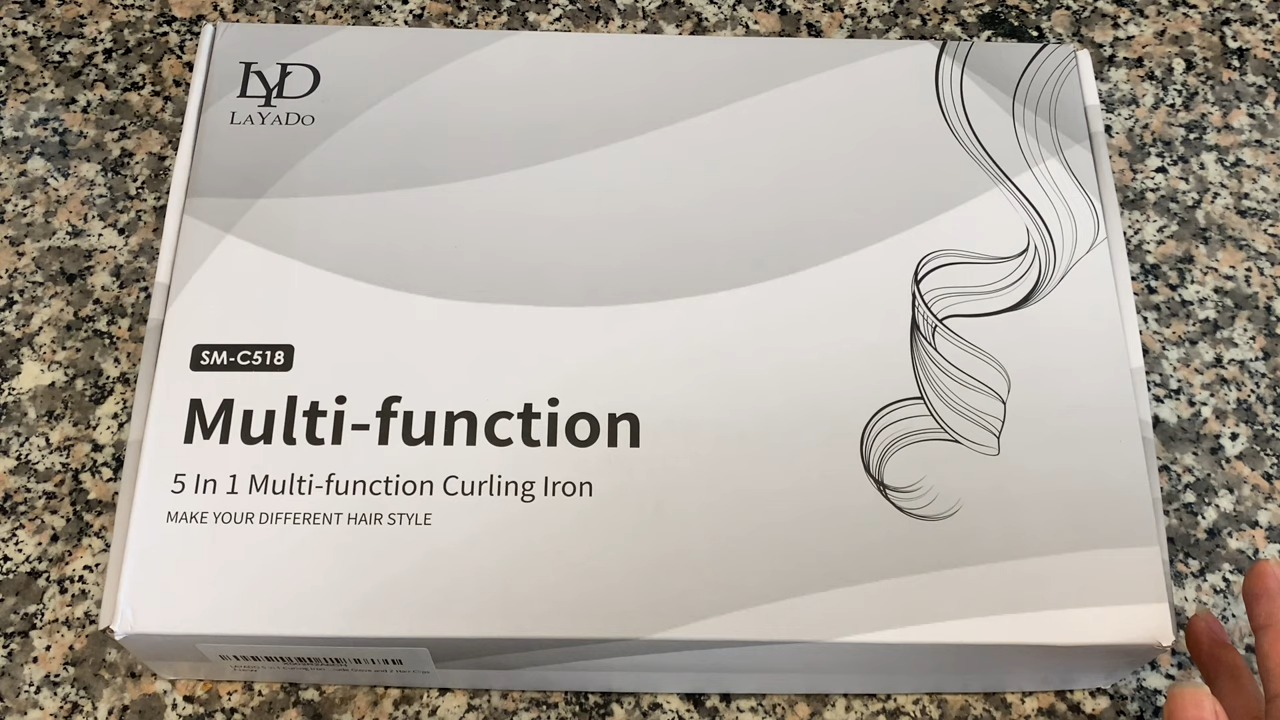 LYD
LAYADO
SM-C518
Multi-function
5 In 1 Multi-function Curling Iron
MAKE YOUR DIFFERENT HAIR STYLE